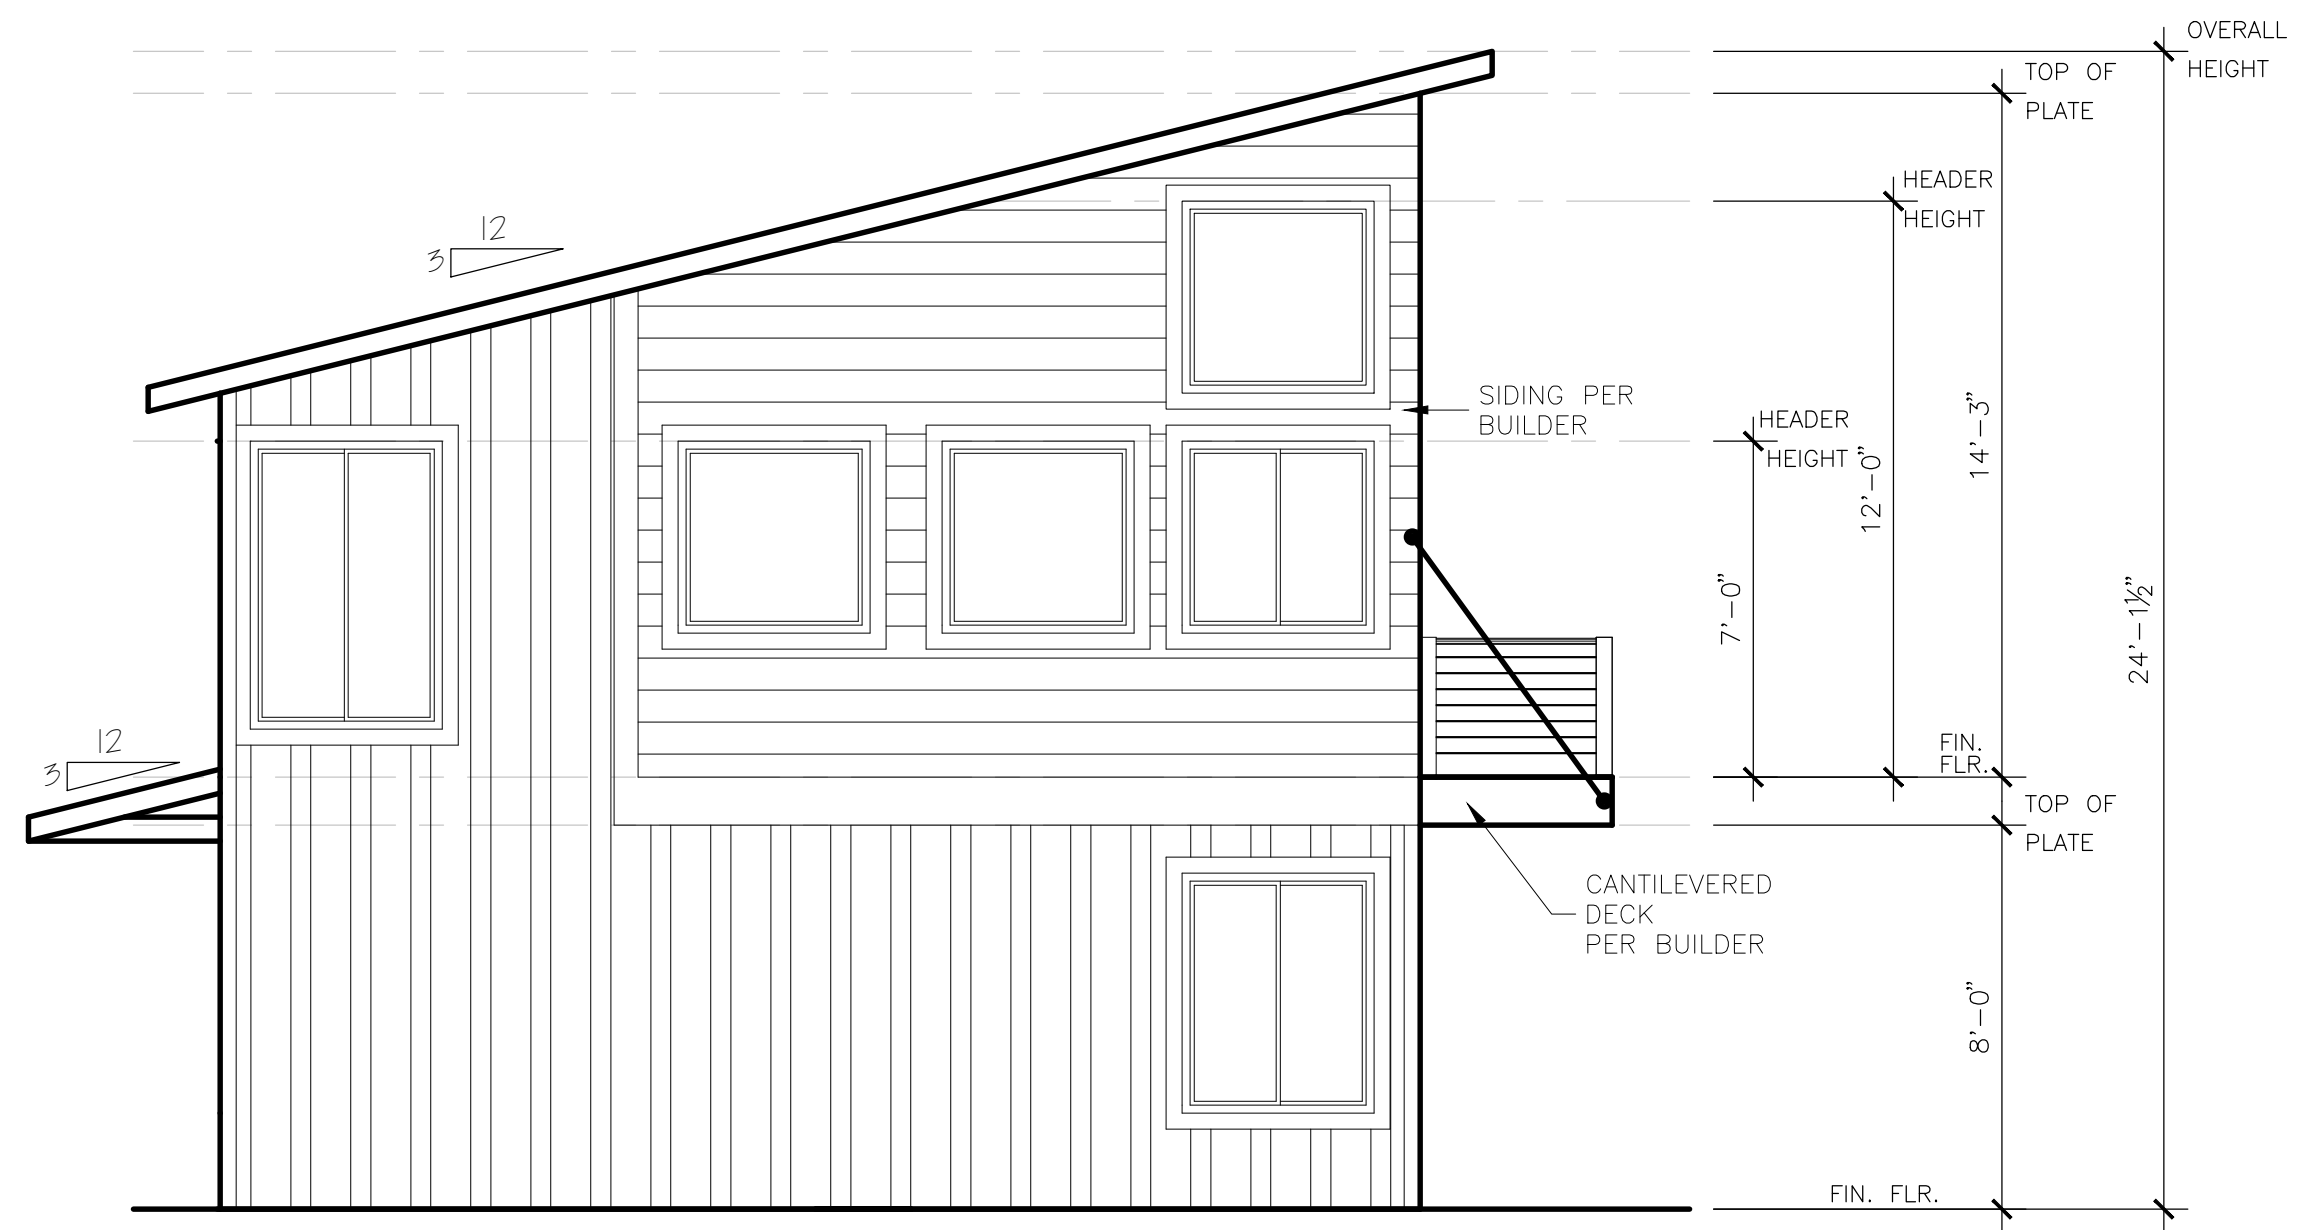 OVERALL
HEIGHT
TOP OF
PLATE
HEADER
HEIGHT
12
3
SIDING PER
BUILDER
HEADER
HEIGHT
12'-0"
14'-3"
7'-0"
24'-1½"
12
3
FIN.
FLR.
TOP OF
PLATE
CANTILEVERED
DECK
PER BUILDER
8'-0"
FIN. FLR.